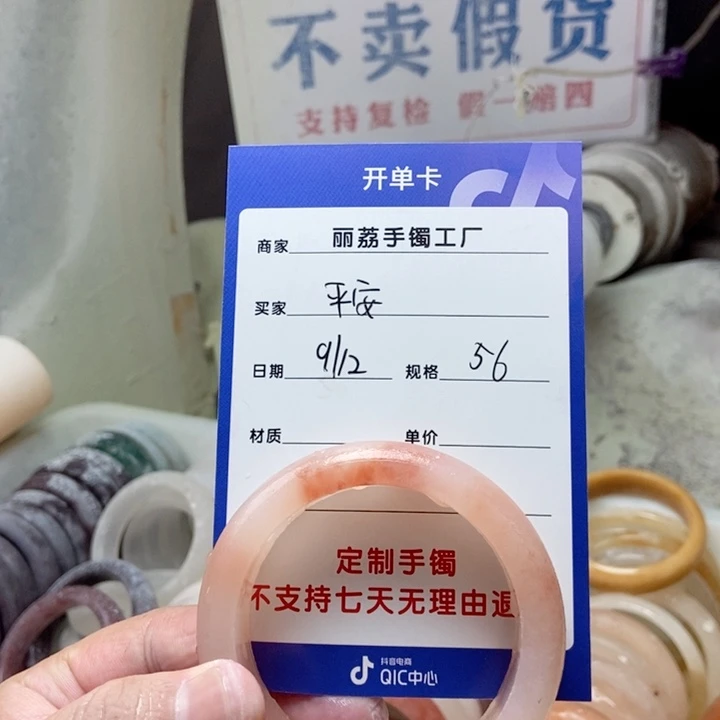 不卖假货
支持复检 假一赔四
开单卡
商家 丽荔手镯工厂
买家 平安
日期 9/12 规格 56
材质 单价
定制手镯
不支持七天无理由退
抖音电商
QIC中心